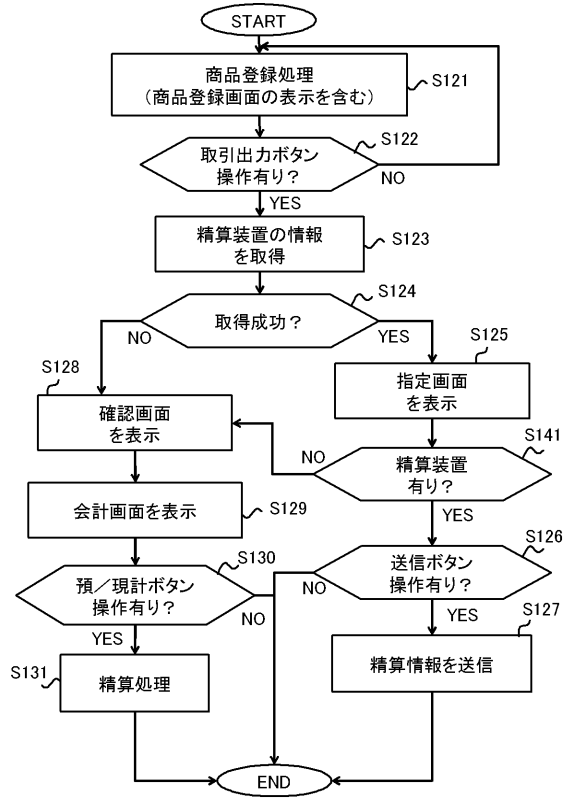 START
商品登録処理
(商品登録画面の表示を含む)
S121
取引出力ボタン
操作有り？
S122
NO
YES
精算装置の情報
を取得
S123
取得成功？
S124
NO
YES
S125
指定画面
を表示
S128
確認画面
を表示
S141
精算装置
有り？
NO
YES
会計画面を表示
S129
S126
送信ボタン
操作有り？
NO
YES
S130
預／現計ボタン
操作有り？
NO
YES
S127
精算情報を送信
S131
精算処理
END